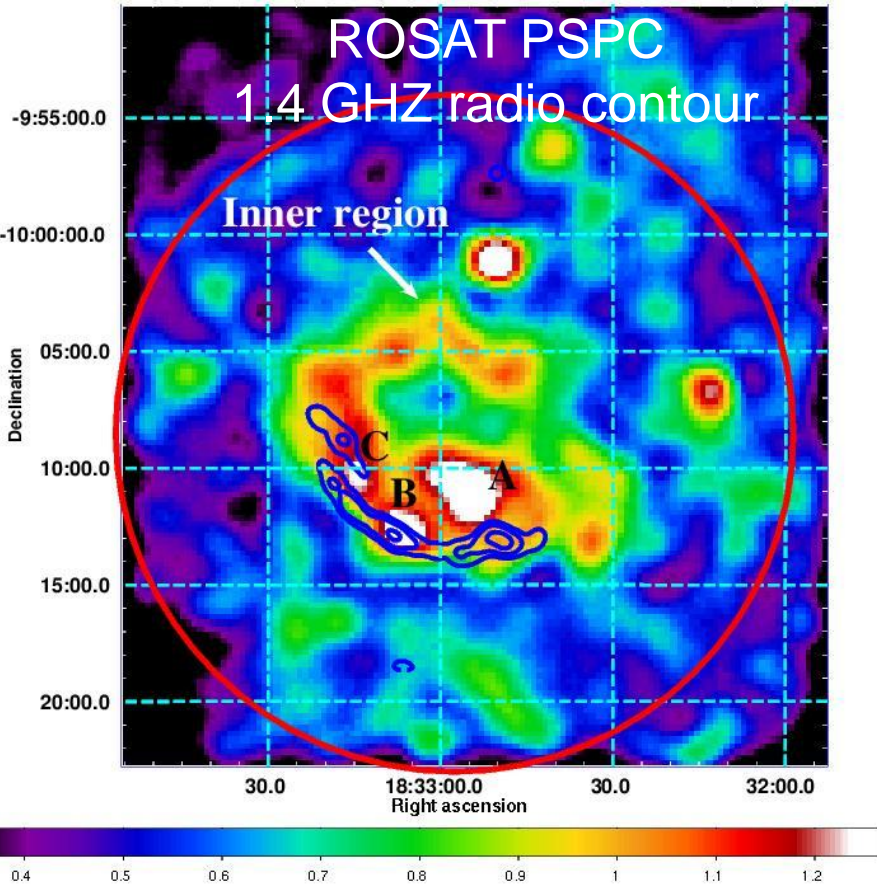 ROSAT PSPC
1.4 GHZ radio contour
-9:55:00.0
Inner region
-10:00:00.0
05:00.0
Declination
C
10:00.0
A
B
15:00.0
20:00.0
30.0 18:33:00.0 30.0 32:00.0
Right ascension
0.4 0.5 0.6 0.7 0.8 0.9 1 1.1 1.2